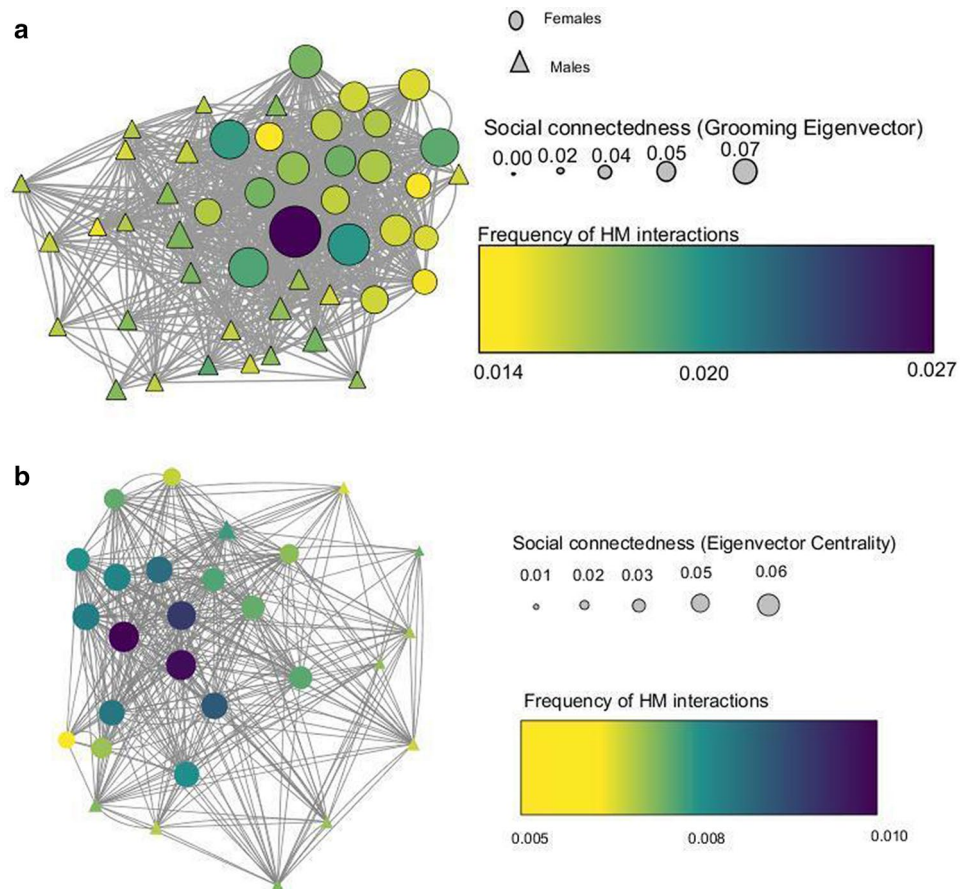 a
Females
Males
Social connectedness (Grooming Eigenvector)
0.00 0.02 0.04 0.05 0.07
Frequency of HM interactions
0.014 0.020 0.027
b
Social connectedness (Eigenvector Centrality)
0.01 0.02 0.03 0.05 0.06
Frequency of HM interactions
0.005 0.008 0.010